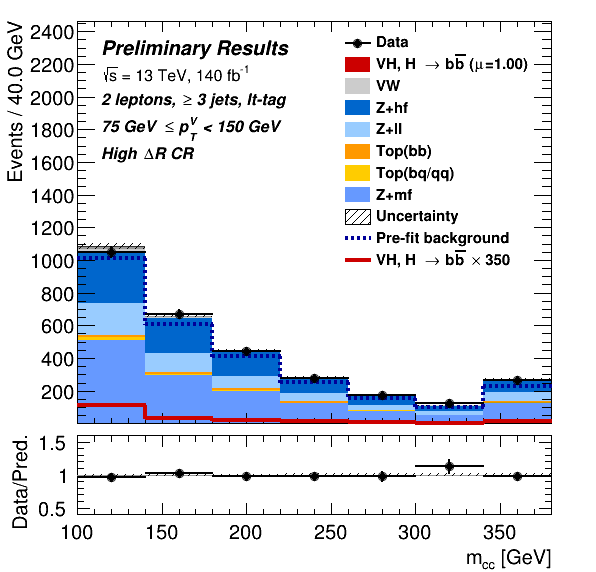 2400
2200
2000
1800
1600
1400
1200
1000
800
600
400
200
Events / 40.0 GeV
Preliminary Results
√s = 13 TeV, 140 fb⁻¹
2 leptons, ≥ 3 jets, lt-tag
75 GeV ≤ p_T^V < 150 GeV
High ΔR CR
Data
VH, H → bb̅ (μ=1.00)
VW
Z+hf
Z+ll
Top(bb)
Top(bq/qq)
Z+mf
Uncertainty
Pre-fit background
VH, H → bb̅ × 350
1.5
1
0.5
Data/Pred.
100 150 200 250 300 350
m_cc [GeV]